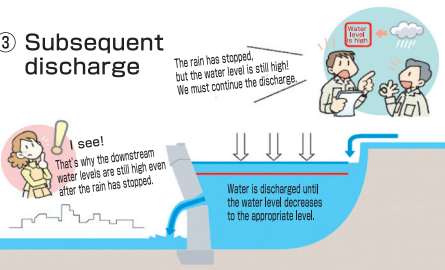 ③ Subsequent
discharge
Water
level
is high
The rain has stopped,
but the water level is still high!
We must continue the discharge.
I see!
That's why the downstream
water levels are still high even
after the rain has stopped.
Water is discharged until
the water level decreases
to the appropriate level.